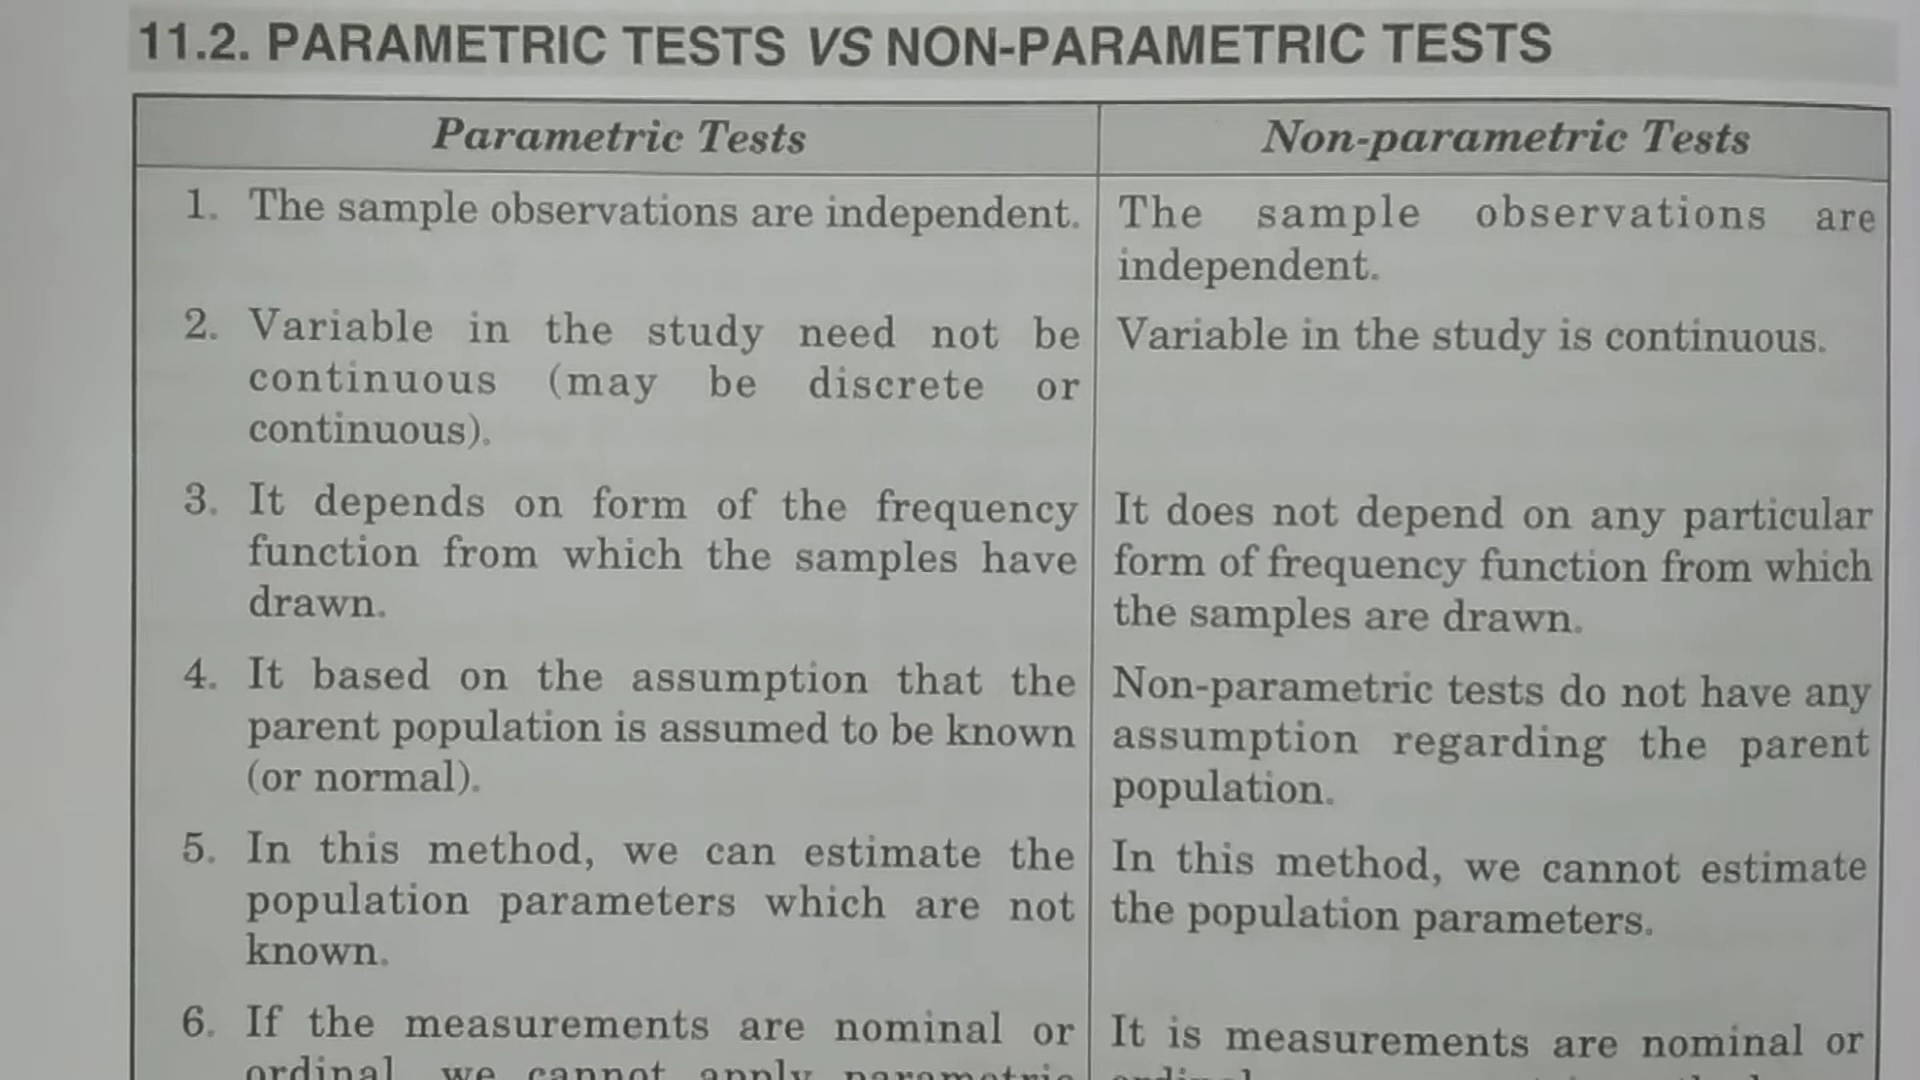 11.2. PARAMETRIC TESTS VS NON-PARAMETRIC TESTS
Parametric Tests
Non-parametric Tests
1. The sample observations are independent.
The sample observations are
independent.
2. Variable in the study need not be
continuous (may be discrete or
continuous).
Variable in the study is continuous.
3. It depends on form of the frequency
function from which the samples have
drawn.
It does not depend on any particular
form of frequency function from which
the samples are drawn.
4. It based on the assumption that the
parent population is assumed to be known
(or normal).
Non-parametric tests do not have any
assumption regarding the parent
population.
5. In this method, we can estimate the
population parameters which are not
known.
In this method, we cannot estimate
the population parameters.
6. If the measurements are nominal or
ordinal, we cannot apply parametric
It is measurements are nominal or
ordinal